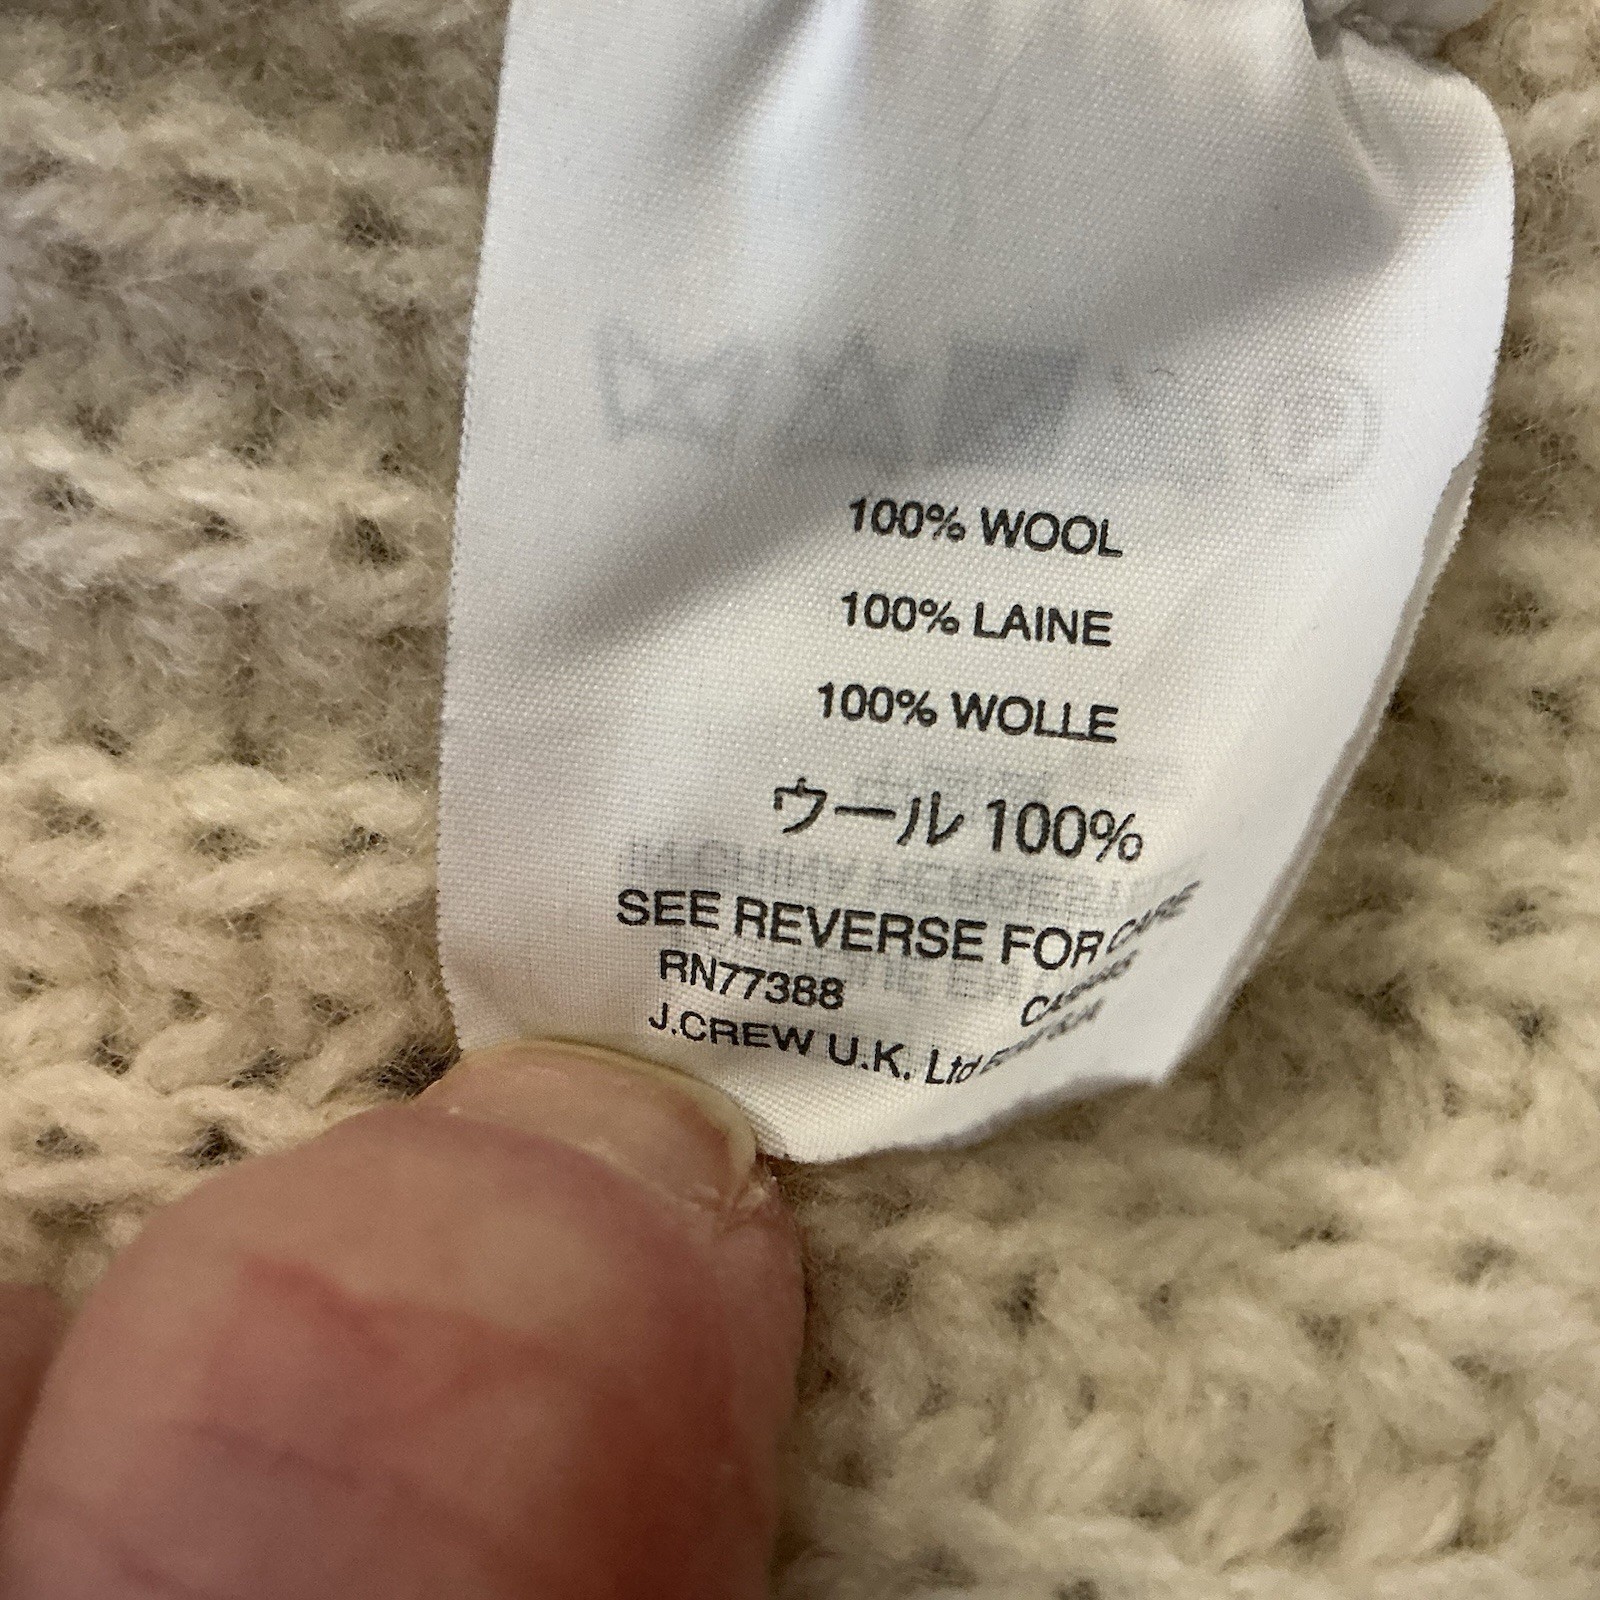 100% WOOL
100% LAINE
100% WOLLE
ウール 100%
SEE REVERSE FOR CARE
RN77388
J.CREW U.K. Ltd